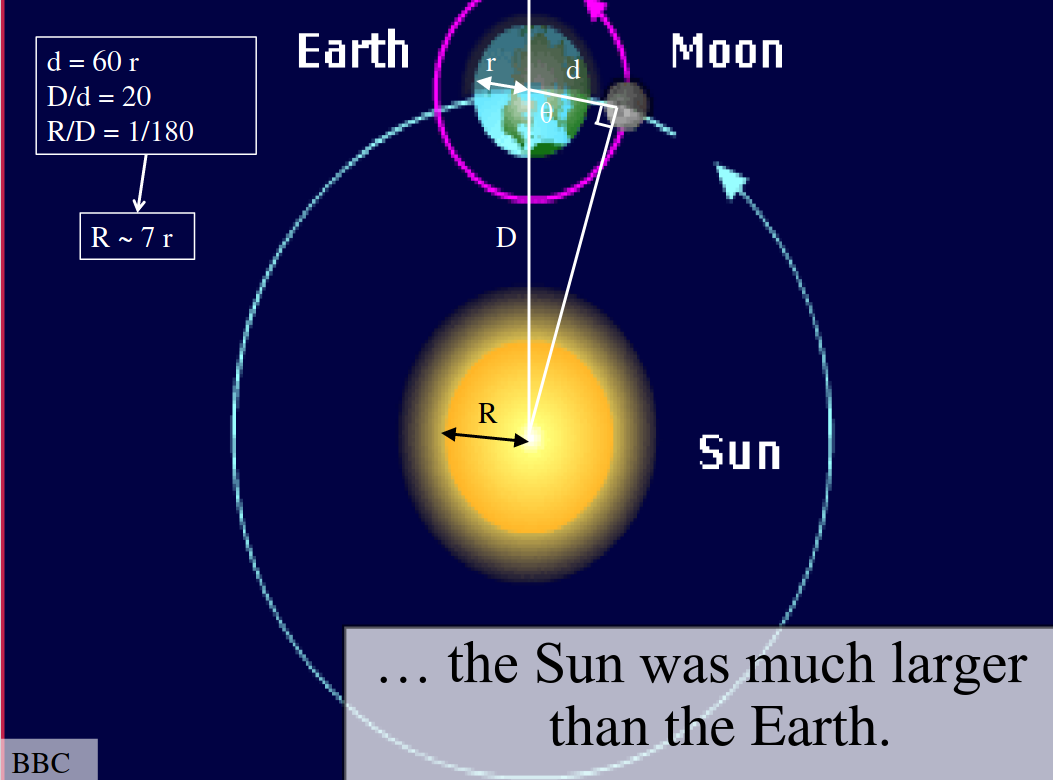 d = 60 r
D/d = 20
R/D = 1/180
R ~ 7 r
Earth
Moon
r
d
θ
D
R
Sun
… the Sun was much larger
than the Earth.
BBC